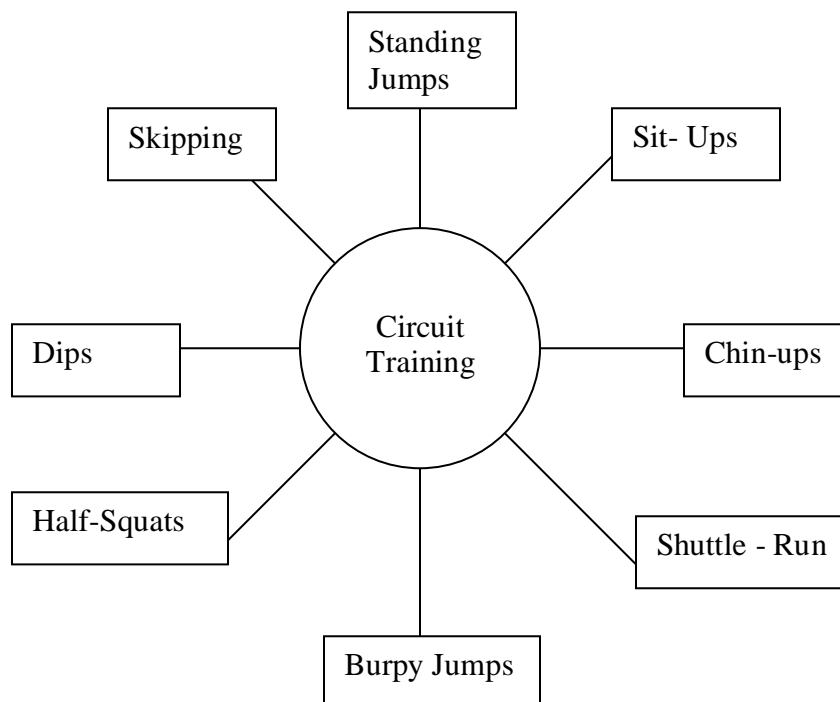 Standing
Jumps
Skipping
Sit- Ups
Circuit
Training
Dips
Chin-ups
Half-Squats
Shuttle - Run
Burpy Jumps